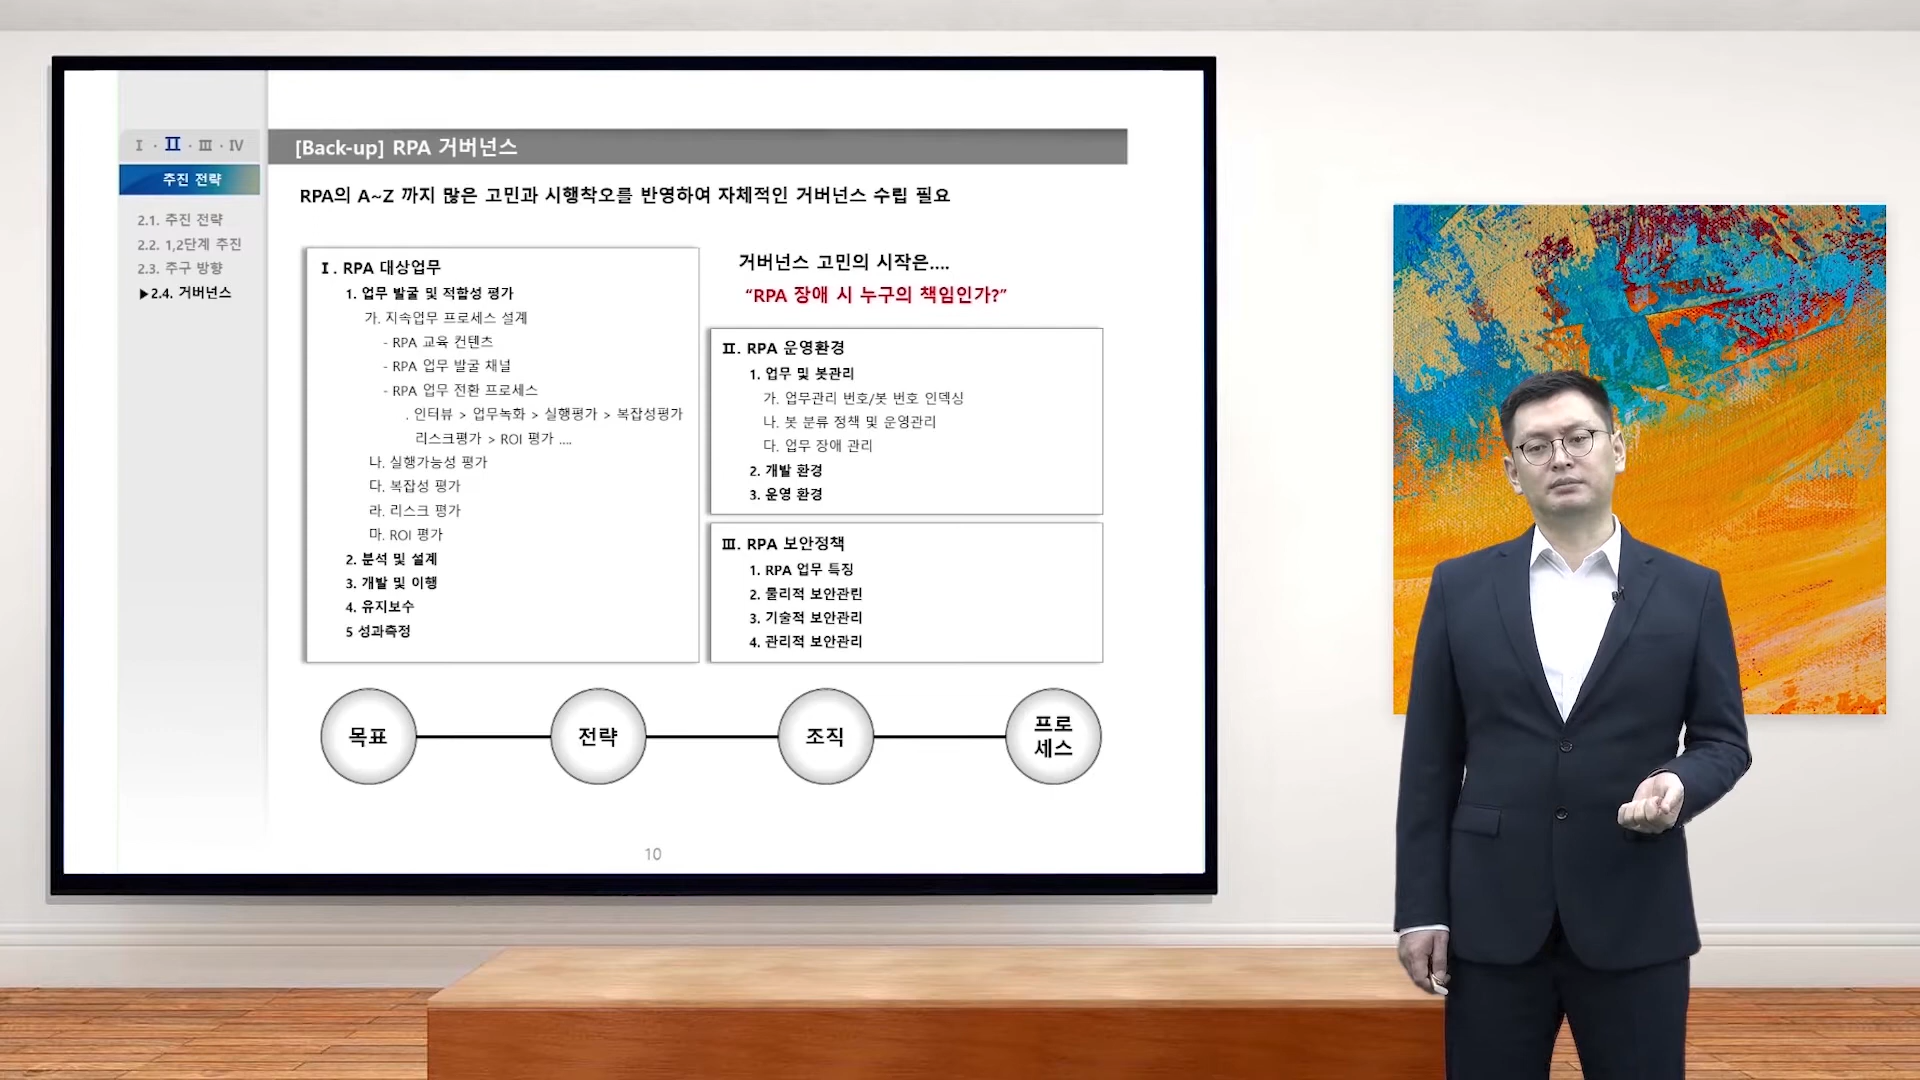 Ⅰ · Ⅱ · Ⅲ · Ⅳ
추진 전략
2.1. 추진 전략
2.2. 1,2단계 추진
2.3. 주구 방향
▶2.4. 거버넌스
[Back-up] RPA 거버넌스
RPA의 A~Z 까지 많은 고민과 시행착오를 반영하여 자체적인 거버넌스 수립 필요
Ⅰ. RPA 대상업무
1. 업무 발굴 및 적합성 평가
가. 지속업무 프로세스 설계
- RPA 교육 컨텐츠
- RPA 업무 발굴 채널
- RPA 업무 전환 프로세스
. 인터뷰 > 업무녹화 > 실행평가 > 복잡성평가
리스크평가 > ROI 평가 ....
나. 실행가능성 평가
다. 복잡성 평가
라. 리스크 평가
마. ROI 평가
2. 분석 및 설계
3. 개발 및 이행
4. 유지보수
5 성과측정
거버넌스 고민의 시작은....
“RPA 장애 시 누구의 책임인가?”
Ⅱ. RPA 운영환경
1. 업무 및 봇관리
가. 업무관리 번호/봇 번호 인덱싱
나. 봇 분류 정책 및 운영관리
다. 업무 장애 관리
2. 개발 환경
3. 운영 환경
Ⅲ. RPA 보안정책
1. RPA 업무 특징
2. 물리적 보안관린
3. 기술적 보안관리
4. 관리적 보안관리
목표
전략
조직
프로
세스
10